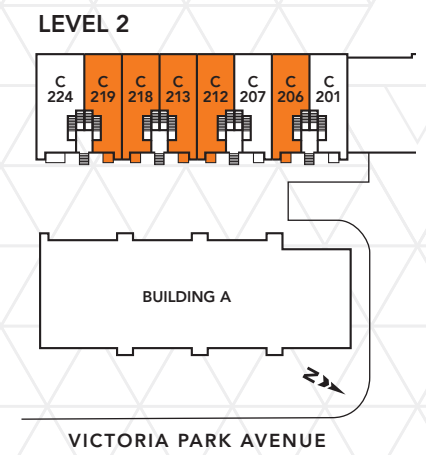 LEVEL 2
C 224
C 219
C 218
C 213
C 212
C 207
C 206
C 201
BUILDING A
N
VICTORIA PARK AVENUE